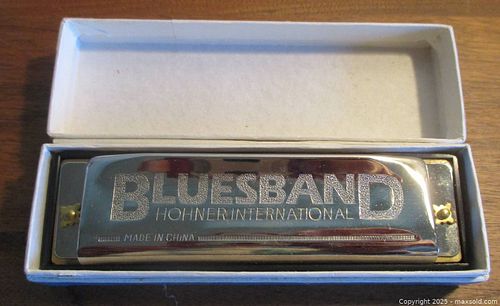 BLUESBAND
HOHNER INTERNATIONAL
MADE IN CHINA
Copyright 2025 - maxsold.com